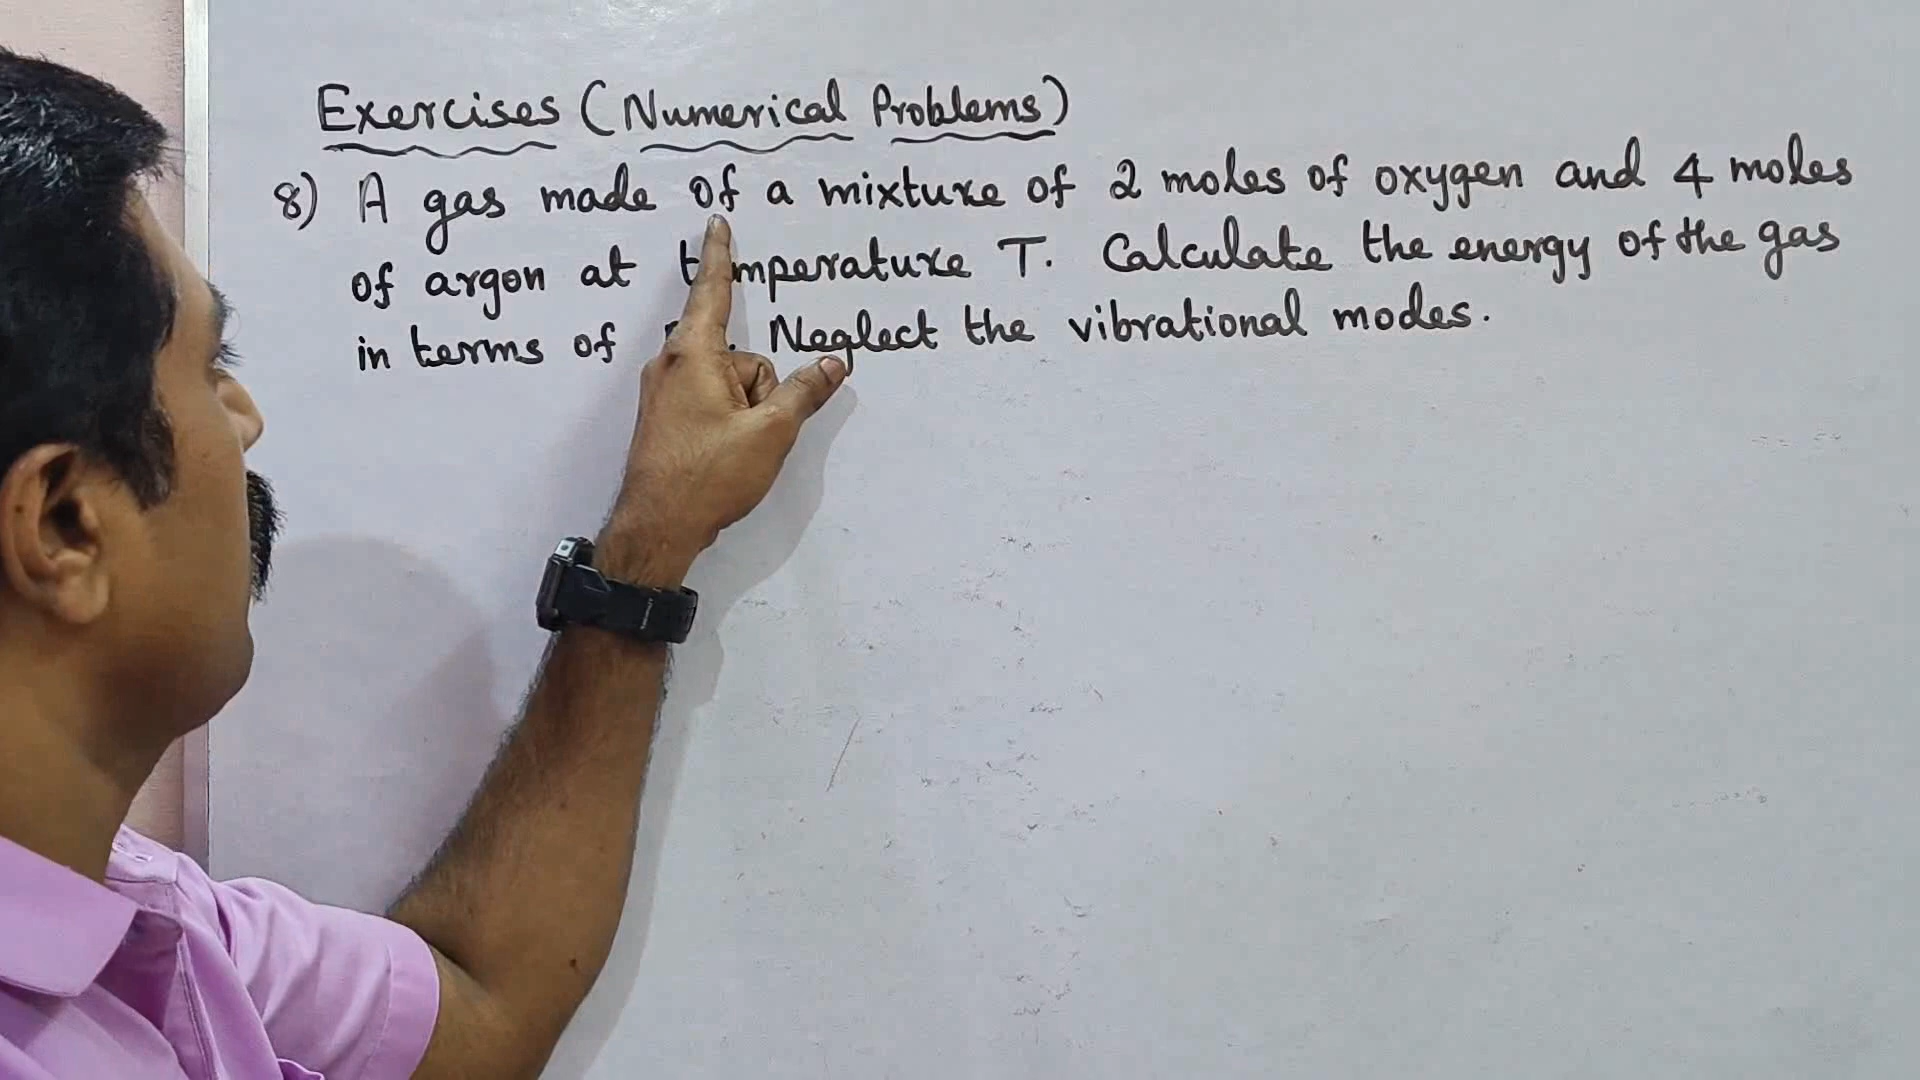 Exercises (Numerical Problems)
8) A gas made of a mixture of 2 moles of oxygen and 4 moles
of argon at temperature T. Calculate the energy of the gas
in terms of . Neglect the vibrational modes.